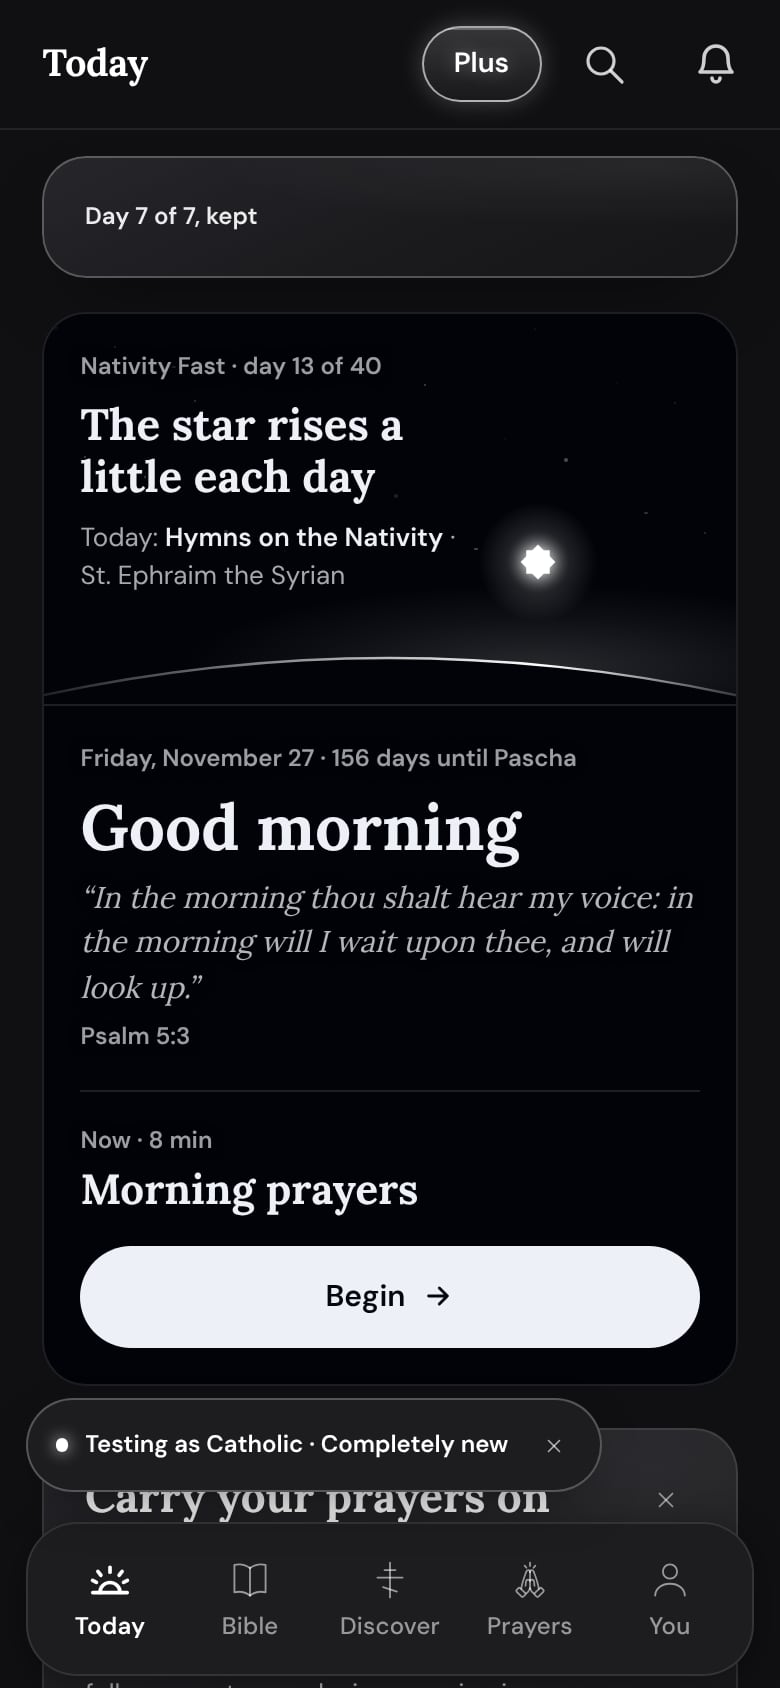 Today
Plus
Day 7 of 7, kept
Nativity Fast · day 13 of 40
The star rises a
little each day
Today: Hymns on the Nativity ·
St. Ephraim the Syrian
Friday, November 27 · 156 days until Pascha
Good morning
“In the morning thou shalt hear my voice: in
the morning will I wait upon thee, and will
look up.”
Psalm 5:3
Now · 8 min
Morning prayers
Begin →
Testing as Catholic · Completely new ×
Carry your prayers on ×
Today
Bible
Discover
Prayers
You